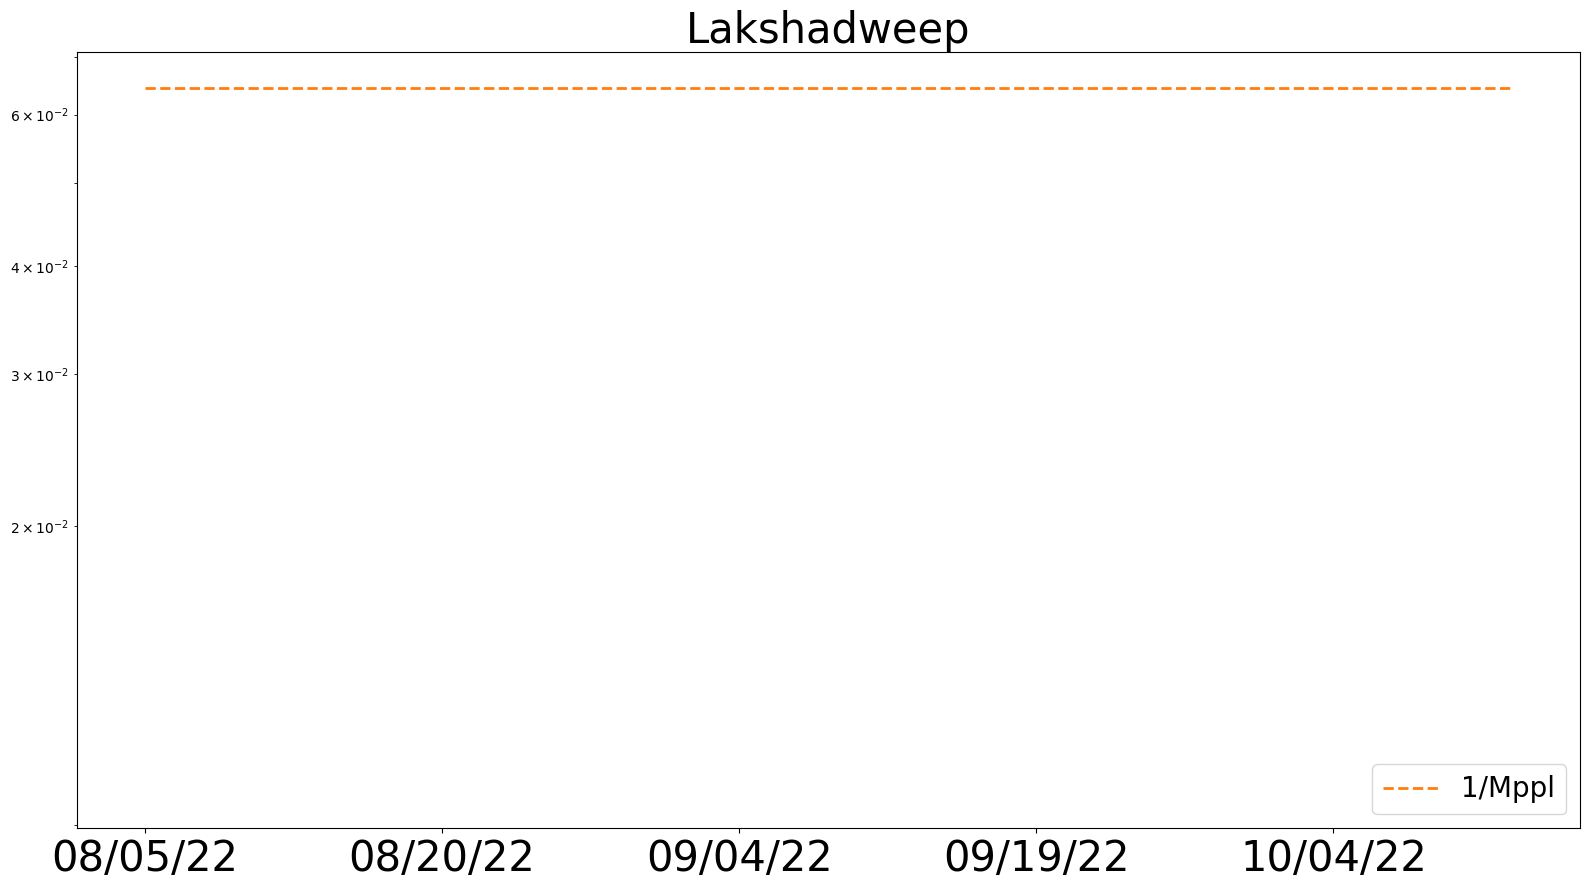 Lakshadweep
6 × 10⁻²
4 × 10⁻²
3 × 10⁻²
2 × 10⁻²
1/Mppl
08/05/22 08/20/22 09/04/22 09/19/22 10/04/22